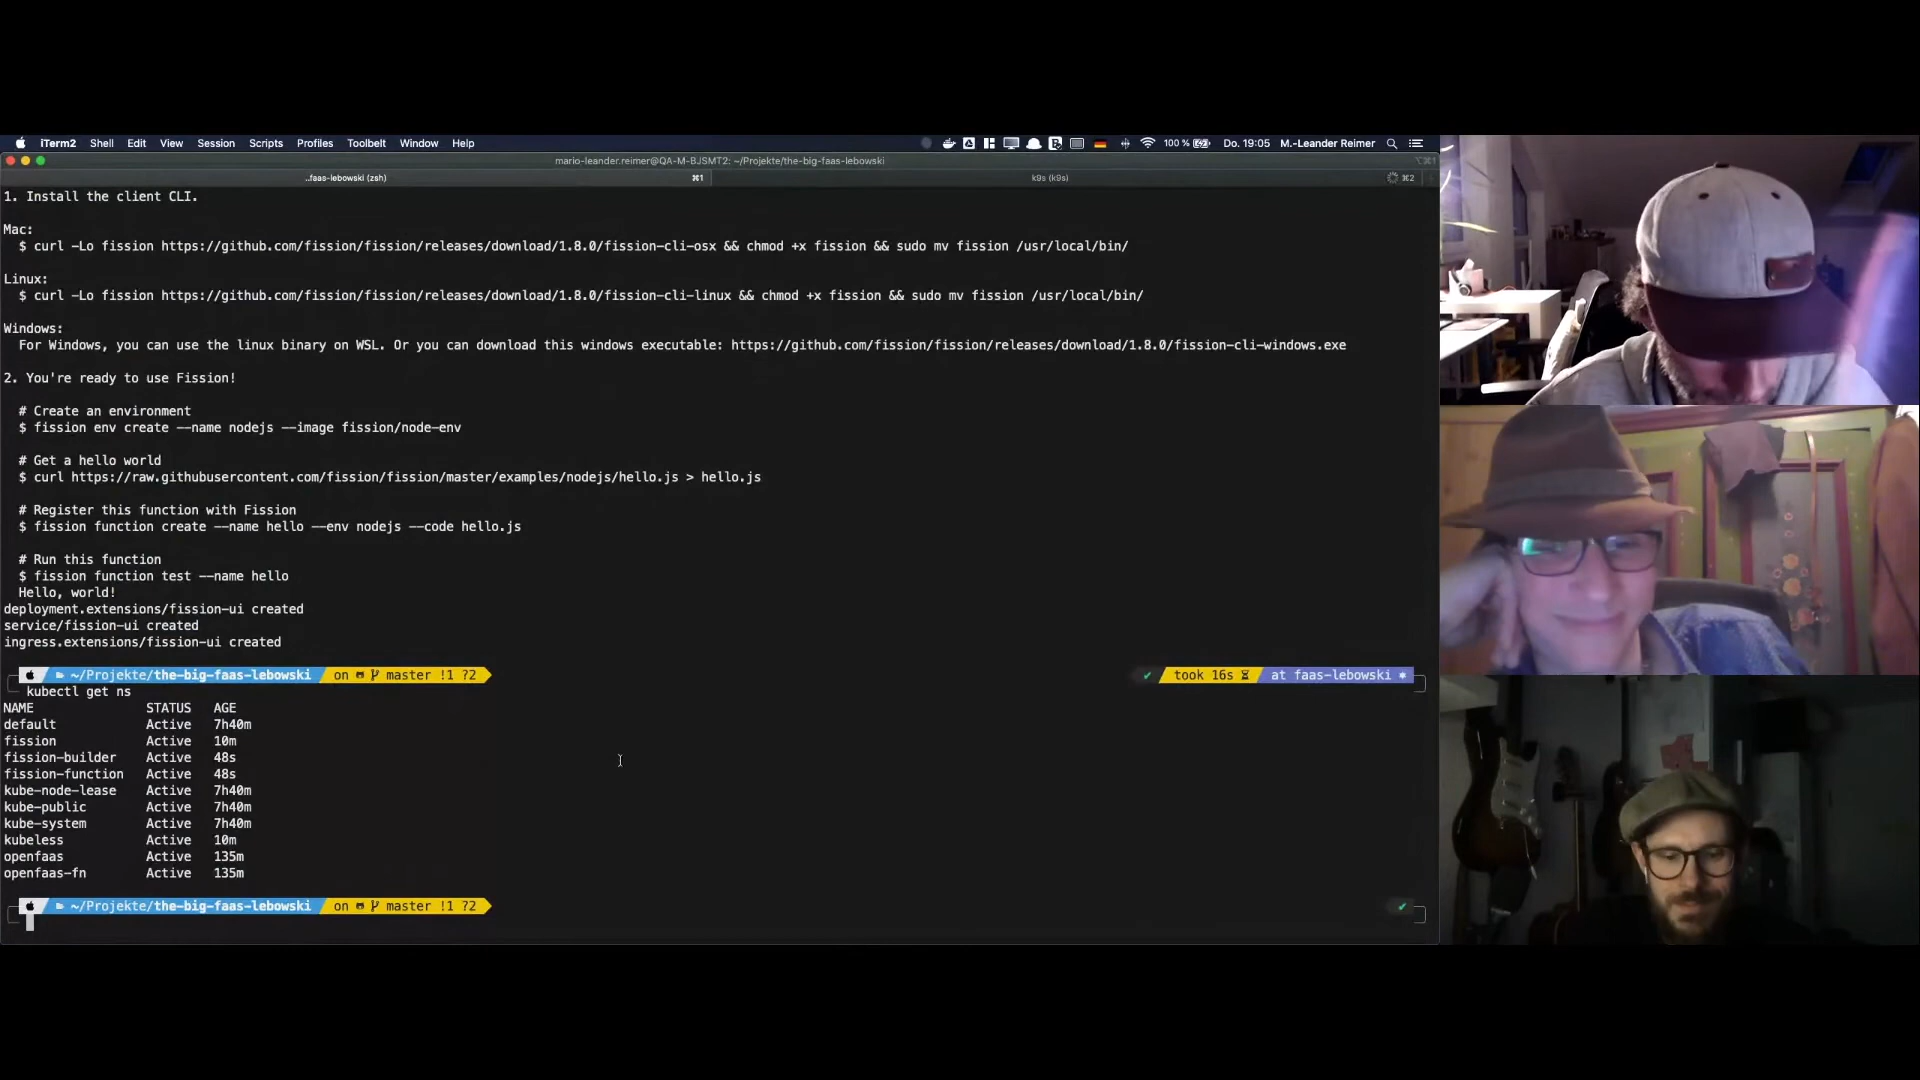 iTerm2 Shell Edit View Session Scripts Profiles Toolbelt Window Help 100 % Do. 19:05 M.-Leander Reimer
mario-leander.reimer@QA-M-BJSMT2: ~/Projekte/the-big-faas-lebowski
..faas-lebowski (zsh) ⌘1 k9s (k9s) ⌘2
1. Install the client CLI.
Mac:
$ curl -Lo fission https://github.com/fission/fission/releases/download/1.8.0/fission-cli-osx && chmod +x fission && sudo mv fission /usr/local/bin/
Linux:
$ curl -Lo fission https://github.com/fission/fission/releases/download/1.8.0/fission-cli-linux && chmod +x fission && sudo mv fission /usr/local/bin/
Windows:
For Windows, you can use the linux binary on WSL. Or you can download this windows executable: https://github.com/fission/fission/releases/download/1.8.0/fission-cli-windows.exe
2. You're ready to use Fission!
# Create an environment
$ fission env create --name nodejs --image fission/node-env
# Get a hello world
$ curl https://raw.githubusercontent.com/fission/fission/master/examples/nodejs/hello.js > hello.js
# Register this function with Fission
$ fission function create --name hello --env nodejs --code hello.js
# Run this function
$ fission function test --name hello
Hello, world!
deployment.extensions/fission-ui created
service/fission-ui created
ingress.extensions/fission-ui created
~/Projekte/the-big-faas-lebowski on master !1 ?2 ✔ took 16s at faas-lebowski
kubectl get ns
NAME STATUS AGE
default Active 7h40m
fission Active 10m
fission-builder Active 48s
fission-function Active 48s
kube-node-lease Active 7h40m
kube-public Active 7h40m
kube-system Active 7h40m
kubeless Active 10m
openfaas Active 135m
openfaas-fn Active 135m
~/Projekte/the-big-faas-lebowski on master !1 ?2 ✔